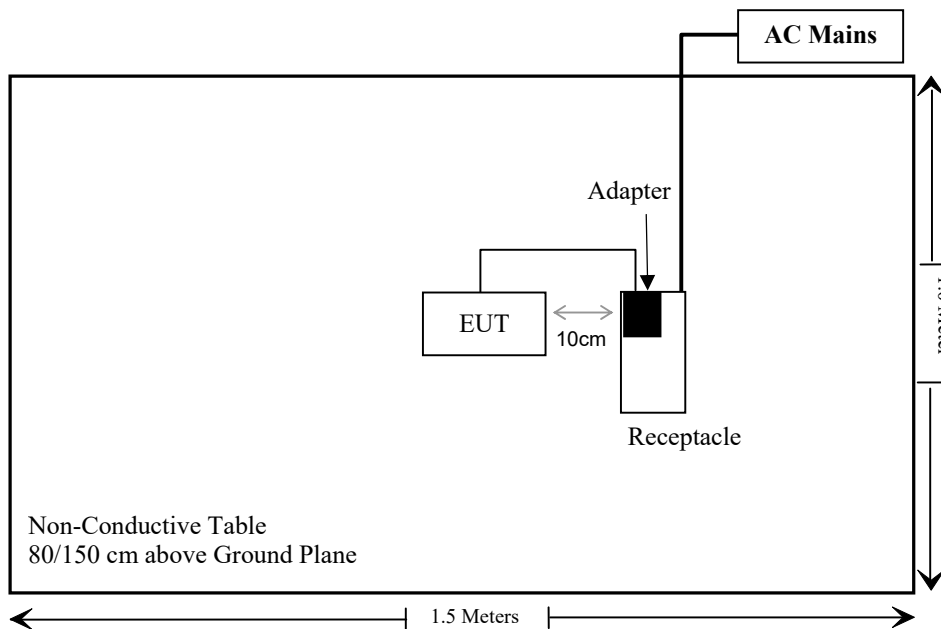 AC Mains
Adapter
EUT
10cm
Receptacle
Non-Conductive Table
80/150 cm above Ground Plane
1.5 Meters